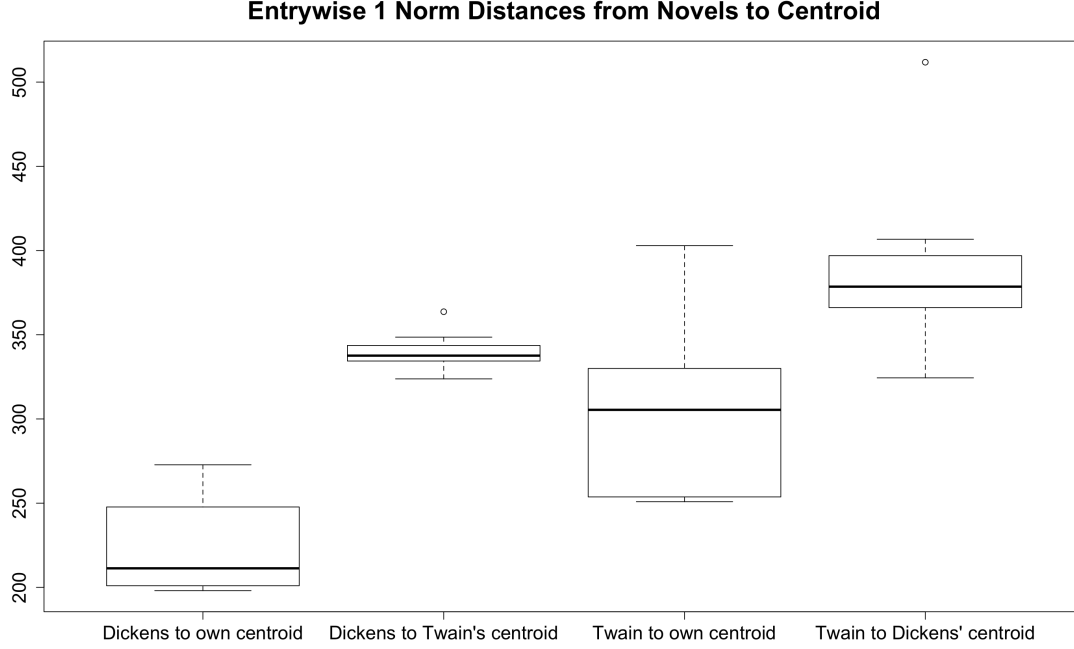 Entrywise 1 Norm Distances from Novels to Centroid
500
450
400
350
300
250
200
Dickens to own centroid
Dickens to Twain's centroid
Twain to own centroid
Twain to Dickens' centroid